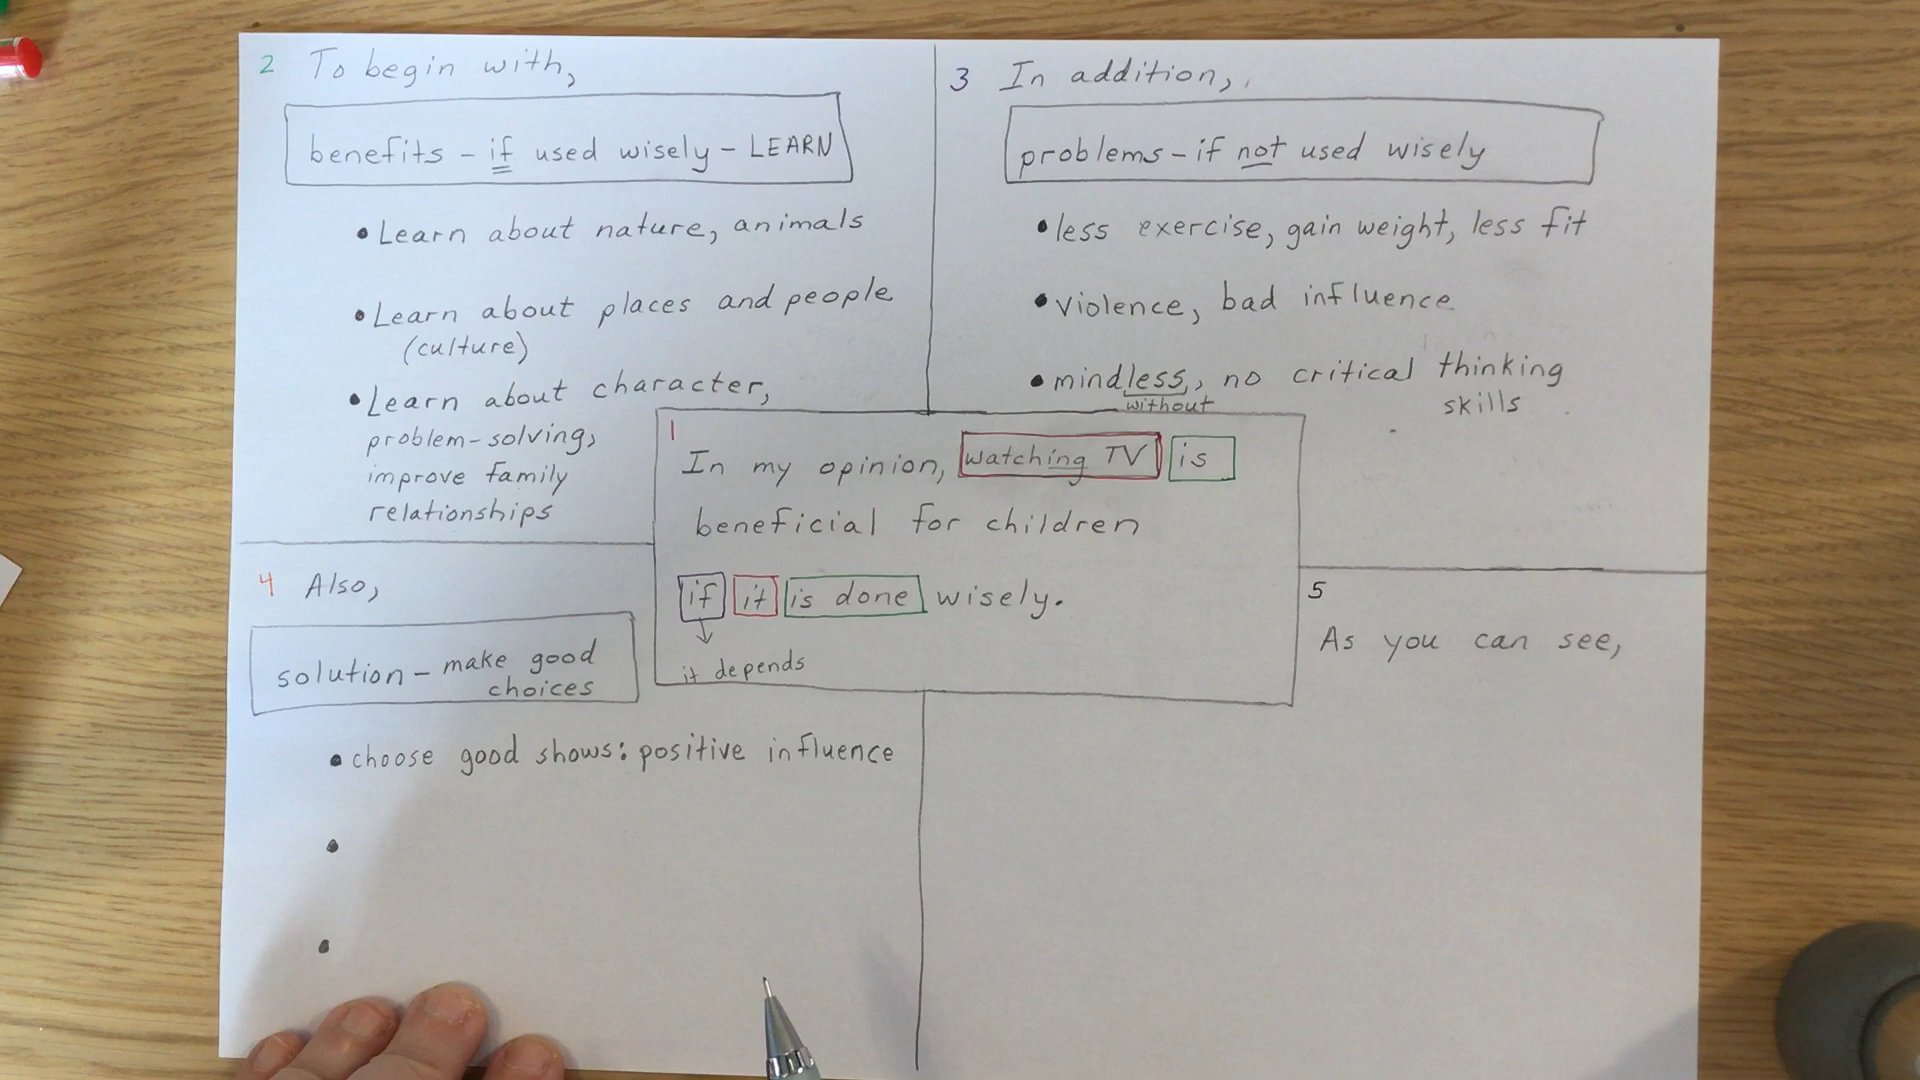 2 To begin with,
benefits - if used wisely - LEARN
• Learn about nature, animals
• Learn about places and people
(culture)
• Learn about character,
problem-solving,
improve family
relationships
3 In addition,
problems - if not used wisely
• less exercise, gain weight, less fit
• violence, bad influence
• mindless, no critical thinking
without
skills
1
In my opinion, watching TV is
beneficial for children
if it is done wisely.
it depends
4 Also,
solution - make good
choices
• choose good shows: positive influence
•
•
5
As you can see,